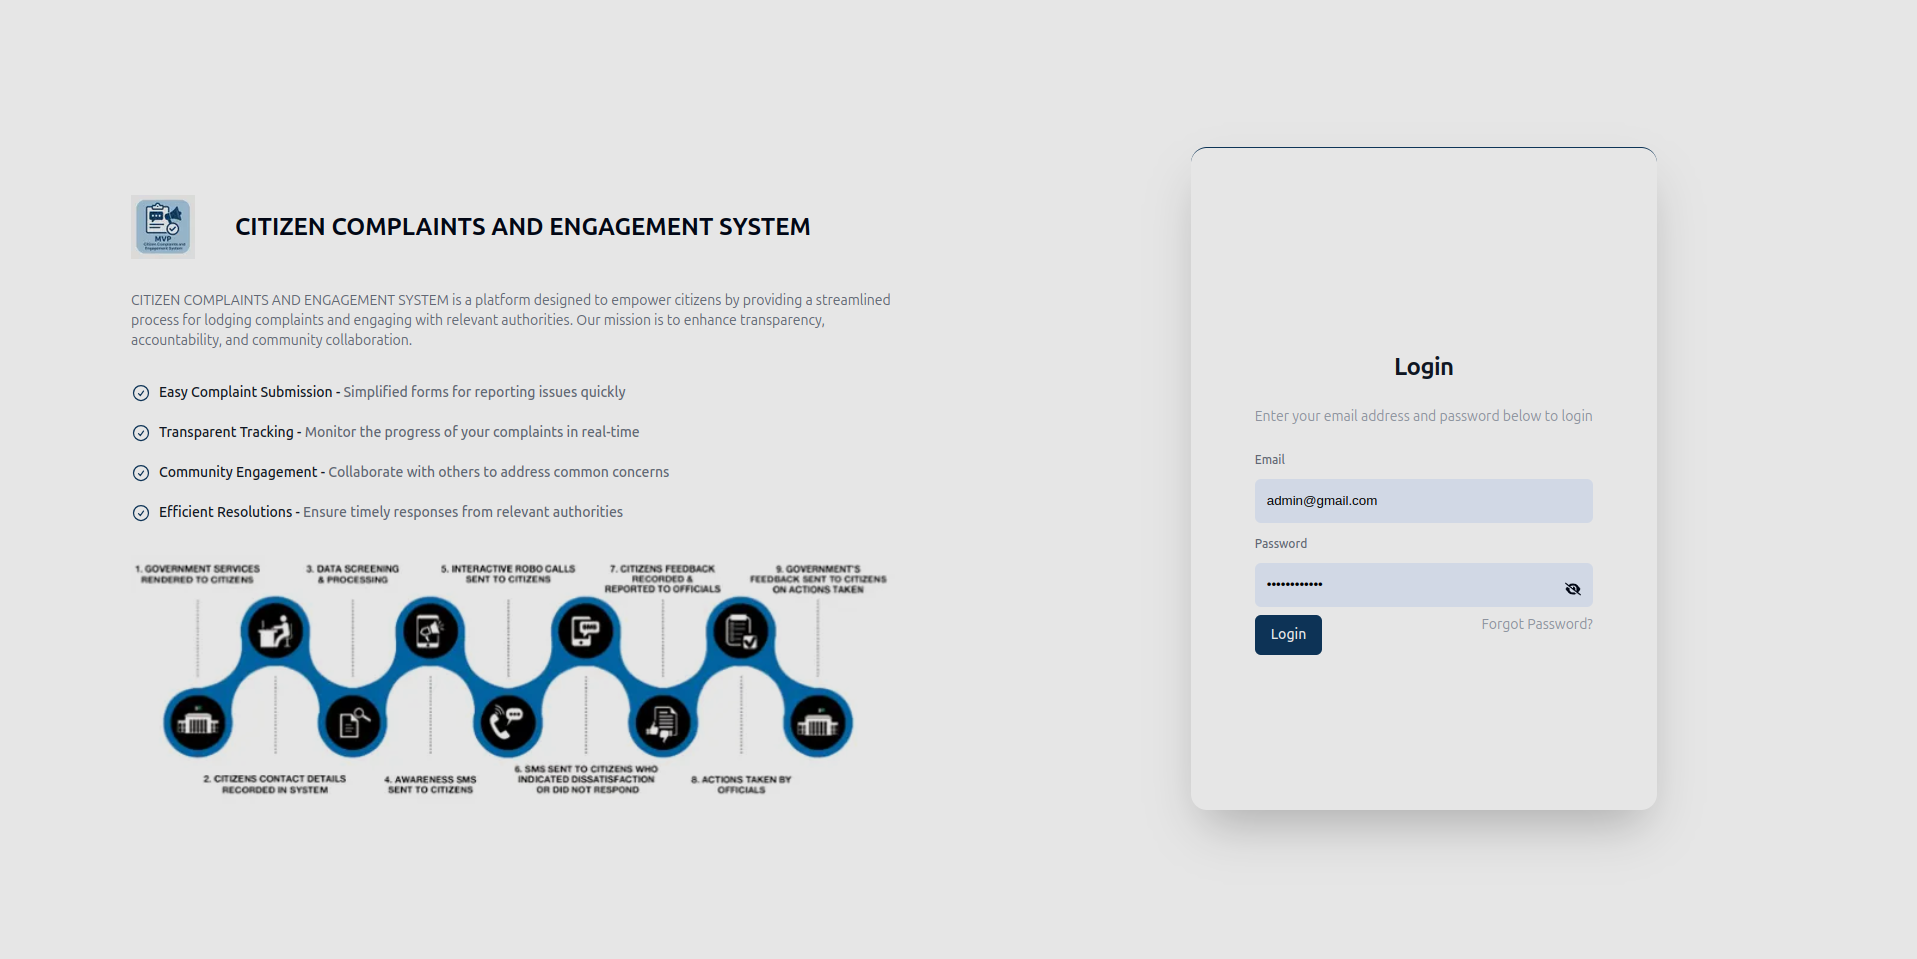 MVP
Citizen Complaints and
Engagement System
CITIZEN COMPLAINTS AND ENGAGEMENT SYSTEM
CITIZEN COMPLAINTS AND ENGAGEMENT SYSTEM is a platform designed to empower citizens by providing a streamlined
process for lodging complaints and engaging with relevant authorities. Our mission is to enhance transparency,
accountability, and community collaboration.
Easy Complaint Submission - Simplified forms for reporting issues quickly
Transparent Tracking - Monitor the progress of your complaints in real-time
Community Engagement - Collaborate with others to address common concerns
Efficient Resolutions - Ensure timely responses from relevant authorities
1. GOVERNMENT SERVICES
RENDERED TO CITIZENS
3. DATA SCREENING
& PROCESSING
5. INTERACTIVE ROBO CALLS
SENT TO CITIZENS
7. CITIZENS FEEDBACK
RECORDED &
REPORTED TO OFFICIALS
9. GOVERNMENT'S
FEEDBACK SENT TO CITIZENS
ON ACTIONS TAKEN
SMS
2. CITIZENS CONTACT DETAILS
RECORDED IN SYSTEM
4. AWARENESS SMS
SENT TO CITIZENS
6. SMS SENT TO CITIZENS WHO
INDICATED DISSATISFACTION
OR DID NOT RESPOND
8. ACTIONS TAKEN BY
OFFICIALS
Login
Enter your email address and password below to login
Email
admin@gmail.com
Password
••••••••••••
Login
Forgot Password?